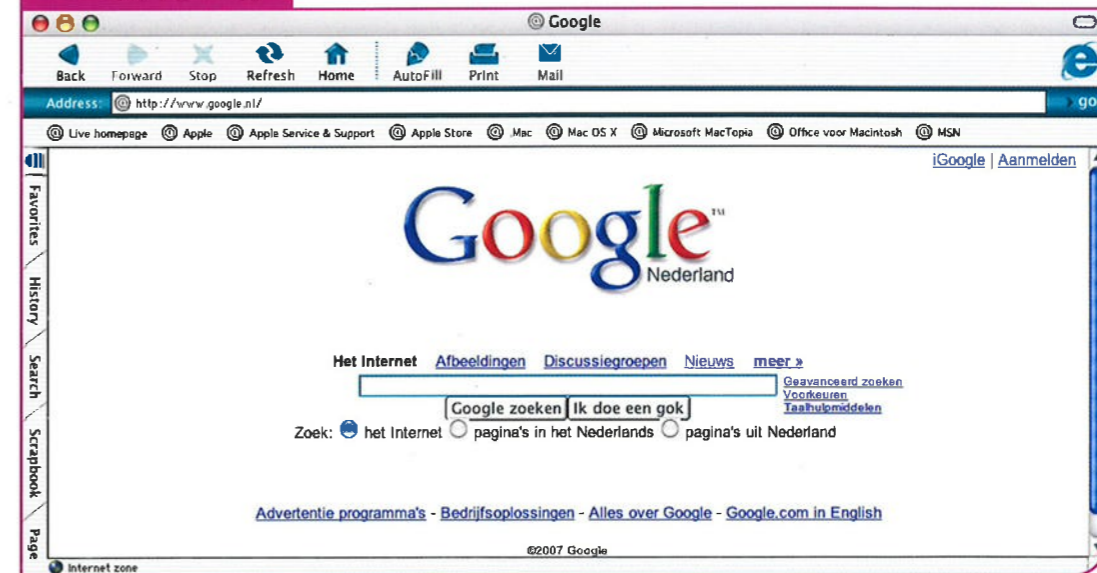 Google
Back Forward Stop Refresh Home AutoFill Print Mail
Address: @ http://www.google.nl/ go
@ Live homepage @ Apple @ Apple Service & Support @ Apple Store @ .Mac @ Mac OS X @ Microsoft MacTopia @ Office voor Macintosh @ MSN
iGoogle | Aanmelden
Favorites
History
Search
Scrapbook
Page
Google™
Nederland
Het Internet Afbeeldingen Discussiegroepen Nieuws meer »
Geavanceerd zoeken
Voorkeuren
Taalhulpmiddelen
Google zoeken Ik doe een gok
Zoek: het Internet pagina's in het Nederlands pagina's uit Nederland
Advertentie programma's - Bedrijfsoplossingen - Alles over Google - Google.com in English
©2007 Google
Internet zone